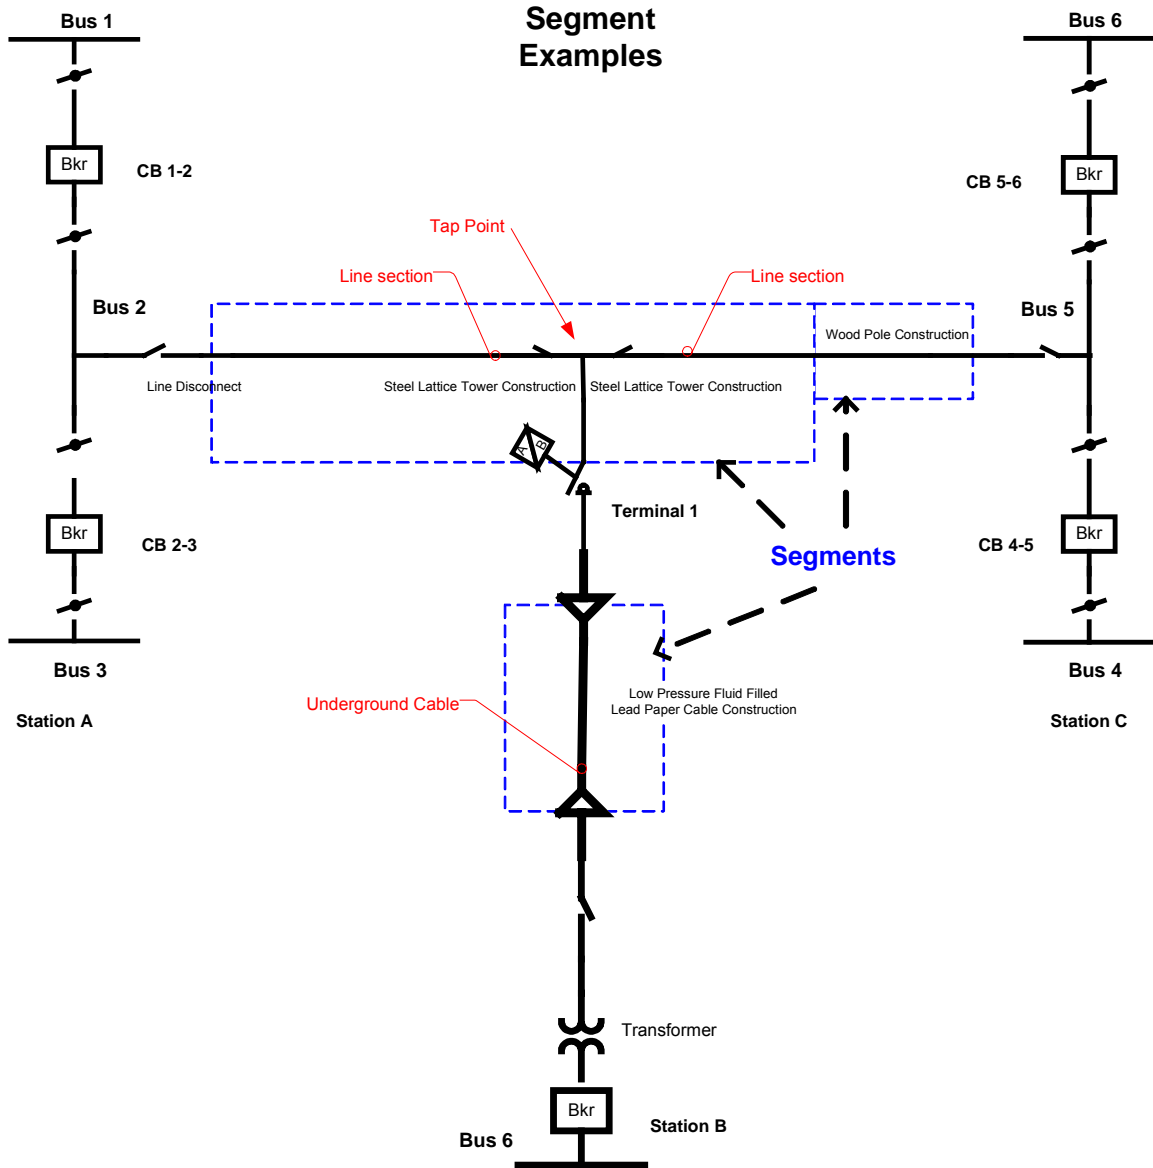 Segment
Examples
Bus 1
Bus 6
Bkr
CB 1-2
Bkr
CB 5-6
Tap Point
Line section
Line section
Bus 2
Bus 5
Wood Pole Construction
Line Disconnect
Steel Lattice Tower Construction
Steel Lattice Tower Construction
A
B
Terminal 1
Bkr
CB 2-3
Bkr
CB 4-5
Segments
Bus 3
Bus 4
Station A
Station C
Low Pressure Fluid Filled
Lead Paper Cable Construction
Underground Cable
Transformer
Bkr
Station B
Bus 6